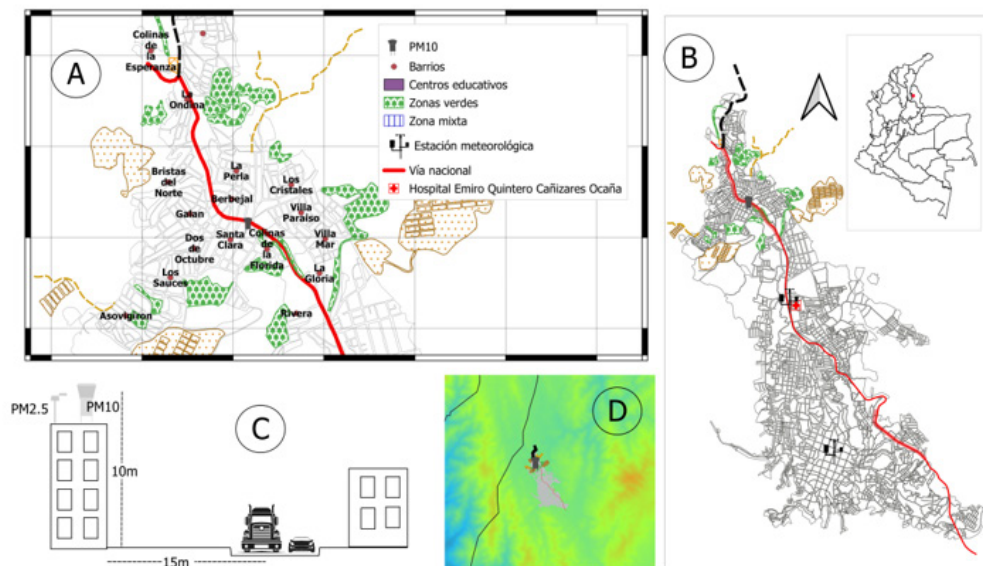 A
Colinas
de
la
Esperanza
La
Ondina
Bristas
del
Norte
La
Perla
Los
Cristales
Berbejal
Villa
Paraiso
Galan
Santa
Clara
Colinas
de
la
Florida
Villa
Mar
Dos
de
Octubre
Los
Sauces
La
Gloria
Asovigiron
Rivera
PM10
Barrios
Centros educativos
Zonas verdes
Zona mixta
Estación meteorológica
Vía nacional
Hospital Emiro Quintero Cañizares Ocaña
B
PM2.5
PM10
C
10m
15m
D